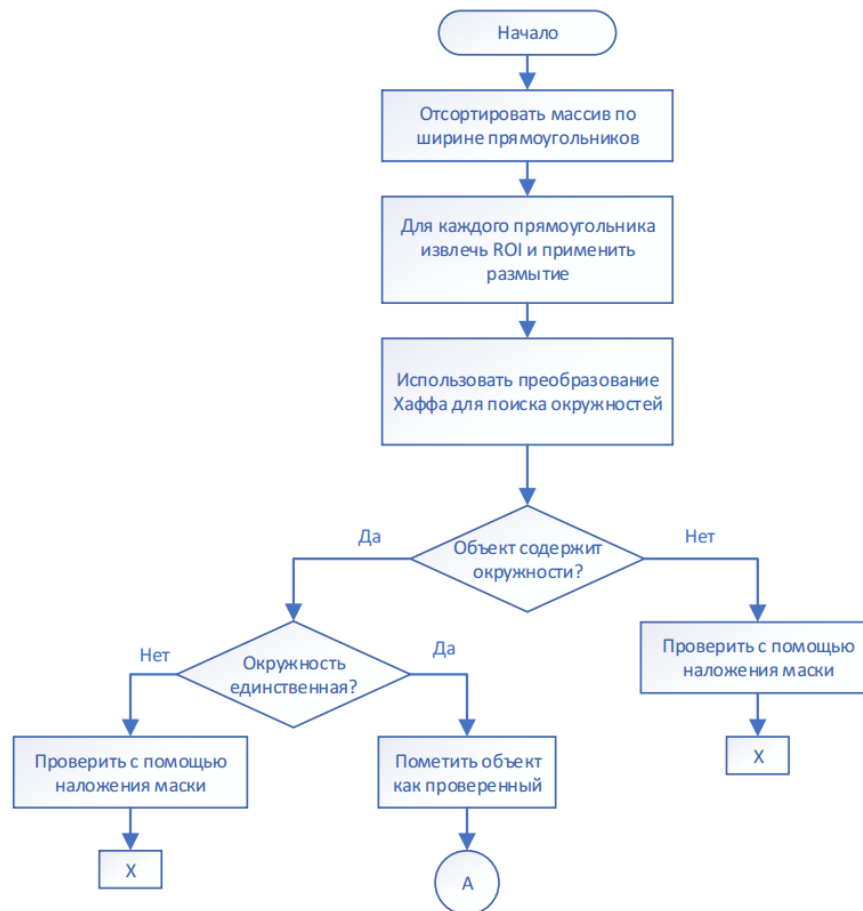 Начало
Отсортировать массив по
ширине прямоугольников
Для каждого прямоугольника
извлечь ROI и применить
размытие
Использовать преобразование
Хаффа для поиска окружностей
Да
Нет
Объект содержит
окружности?
Нет
Да
Окружность
единственная?
Проверить с помощью
наложения маски
Проверить с помощью
наложения маски
Пометить объект
как проверенный
X
X
А